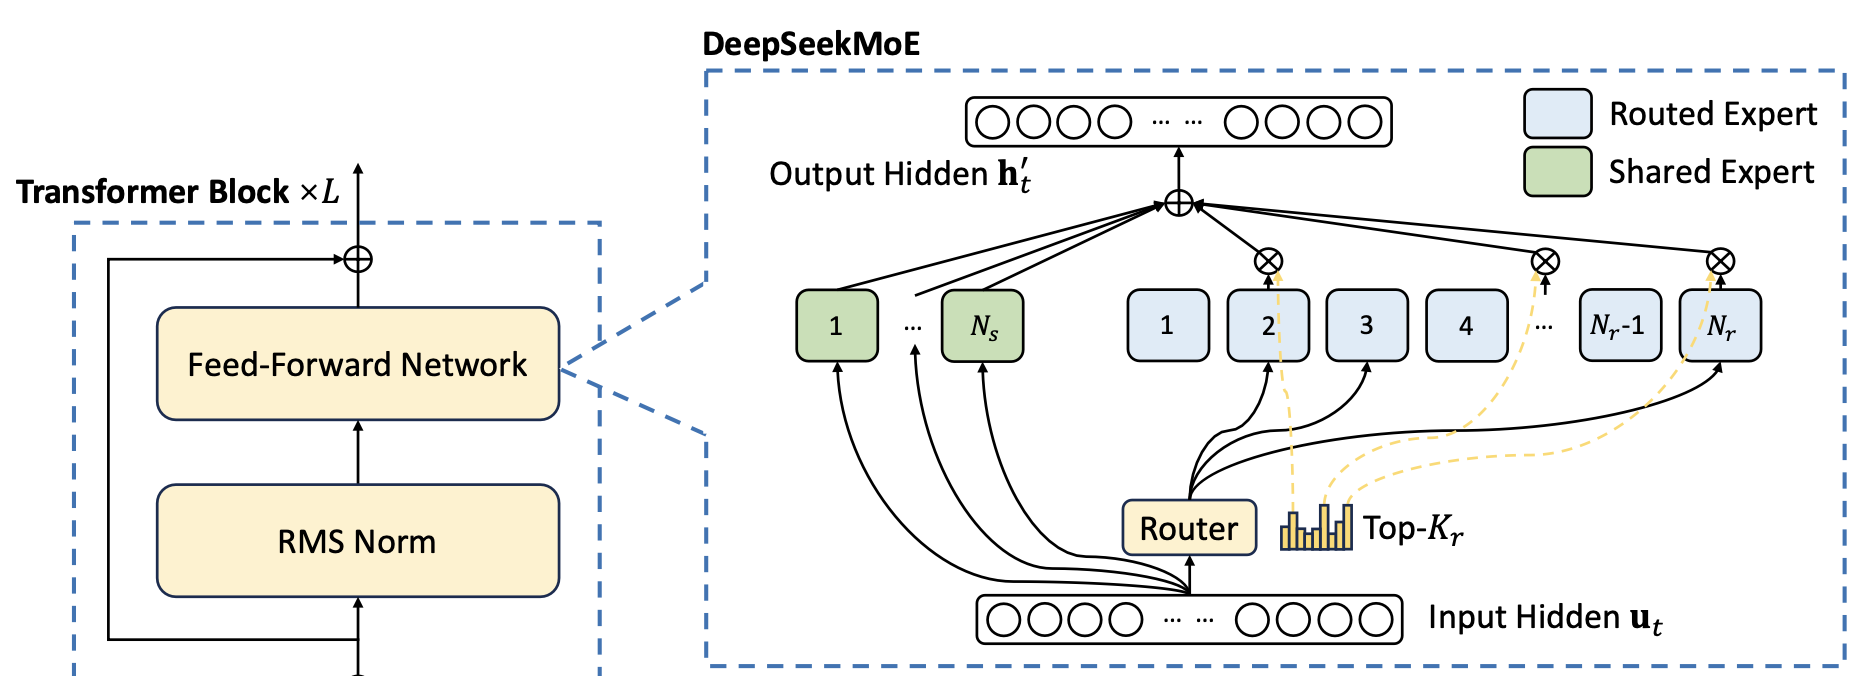 DeepSeekMoE
Routed Expert
Shared Expert
Output Hidden 𝐡′ₜ
Transformer Block ×𝐿
1
...
𝑁ₛ
1
2
3
4
...
𝑁ᵣ-1
𝑁ᵣ
Feed-Forward Network
RMS Norm
Router
Top-𝐾ᵣ
Input Hidden 𝐮ₜ